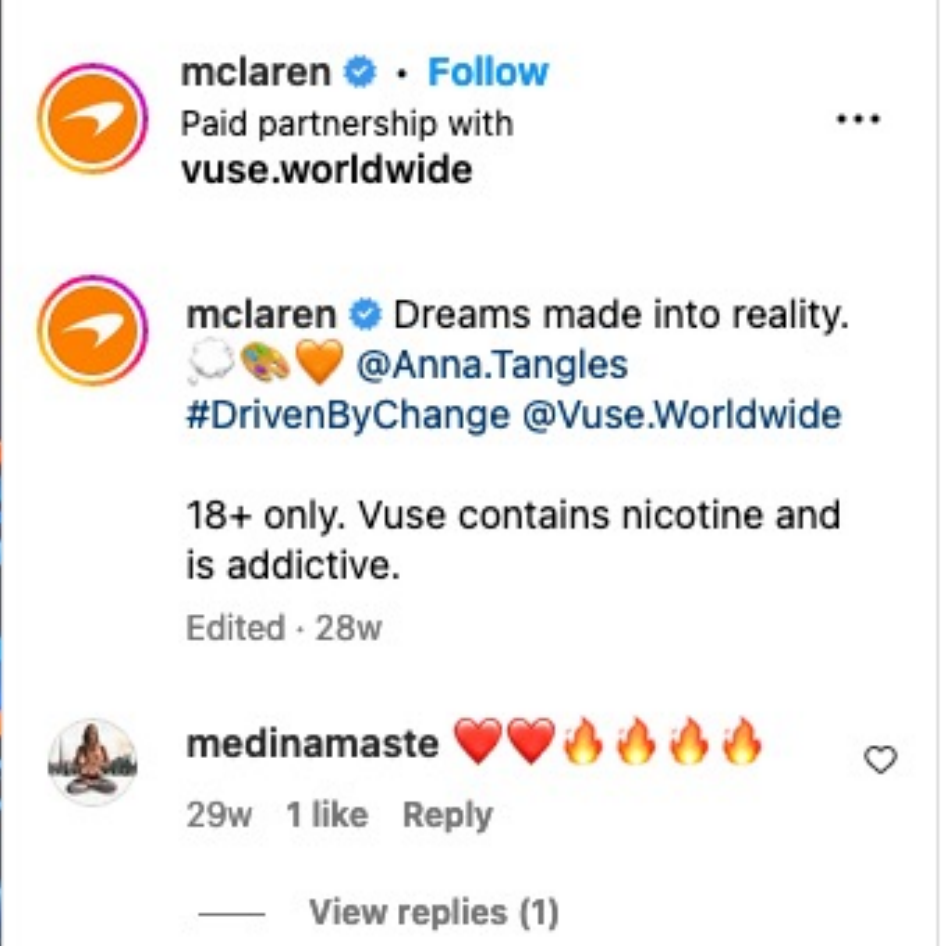 mclaren • Follow
Paid partnership with
vuse.worldwide
mclaren Dreams made into reality.
💭🎨🧡 @Anna.Tangles
#DrivenByChange @Vuse.Worldwide
18+ only. Vuse contains nicotine and
is addictive.
Edited · 28w
medinamaste ❤️❤️🔥🔥🔥🔥
29w 1 like Reply
View replies (1)